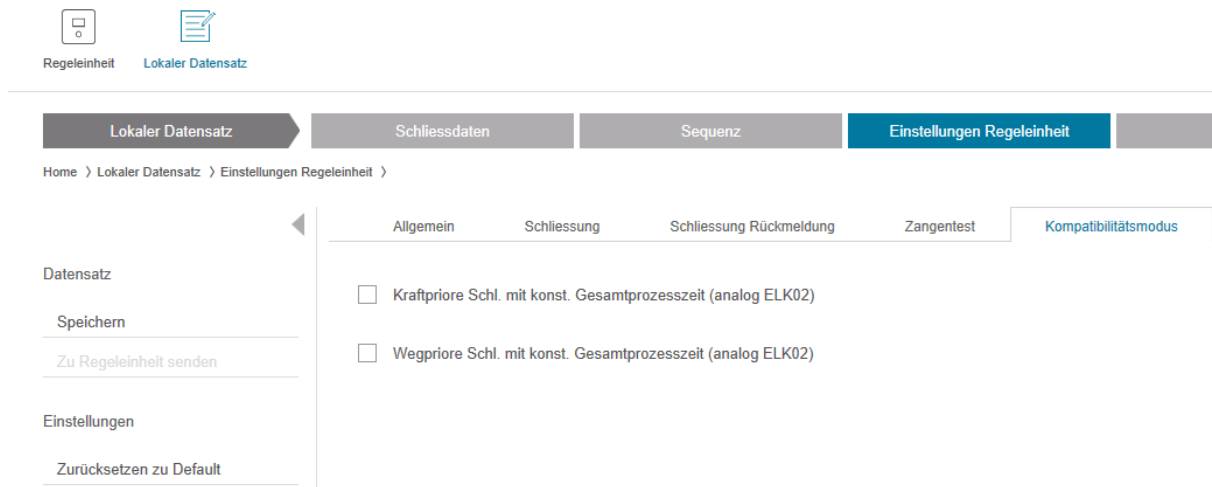 Regeleinheit
Lokaler Datensatz
Lokaler Datensatz
Schliessdaten
Sequenz
Einstellungen Regeleinheit
Home 〉 Lokaler Datensatz 〉 Einstellungen Regeleinheit 〉
Allgemein
Schliessung
Schliessung Rückmeldung
Zangentest
Kompatibilitätsmodus
Datensatz
Speichern
Zu Regeleinheit senden
Einstellungen
Zurücksetzen zu Default
Kraftpriore Schl. mit konst. Gesamtprozesszeit (analog ELK02)
Wegpriore Schl. mit konst. Gesamtprozesszeit (analog ELK02)